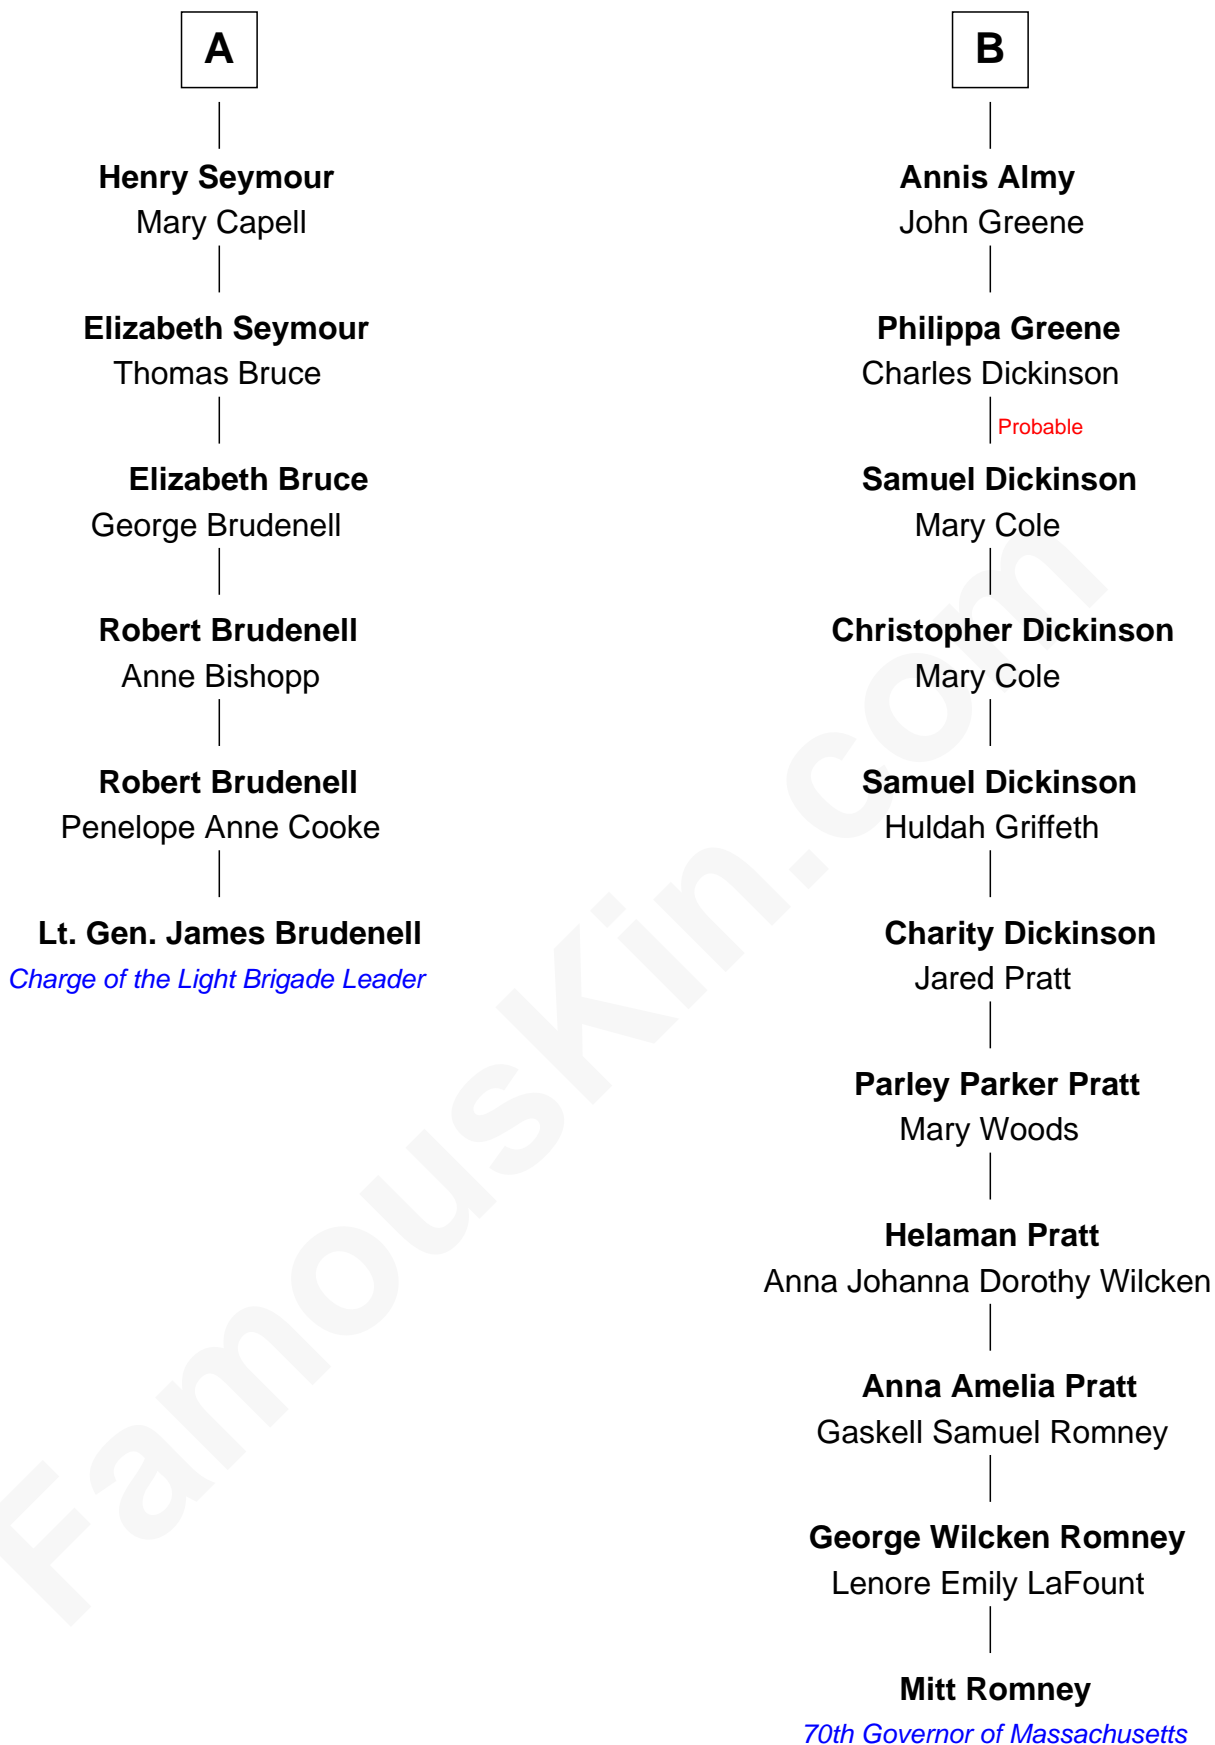 A
Henry Seymour
Mary Capell
Elizabeth Seymour
Thomas Bruce
Elizabeth Bruce
George Brudenell
Robert Brudenell
Anne Bishopp
Robert Brudenell
Penelope Anne Cooke
Lt. Gen. James Brudenell
Charge of the Light Brigade Leader
B
Annis Almy
John Greene
Philippa Greene
Charles Dickinson
Probable
Samuel Dickinson
Mary Cole
Christopher Dickinson
Mary Cole
Samuel Dickinson
Huldah Griffeth
Charity Dickinson
Jared Pratt
Parley Parker Pratt
Mary Woods
Helaman Pratt
Anna Johanna Dorothy Wilcken
Anna Amelia Pratt
Gaskell Samuel Romney
George Wilcken Romney
Lenore Emily LaFount
Mitt Romney
70th Governor of Massachusetts
FamousKin.com